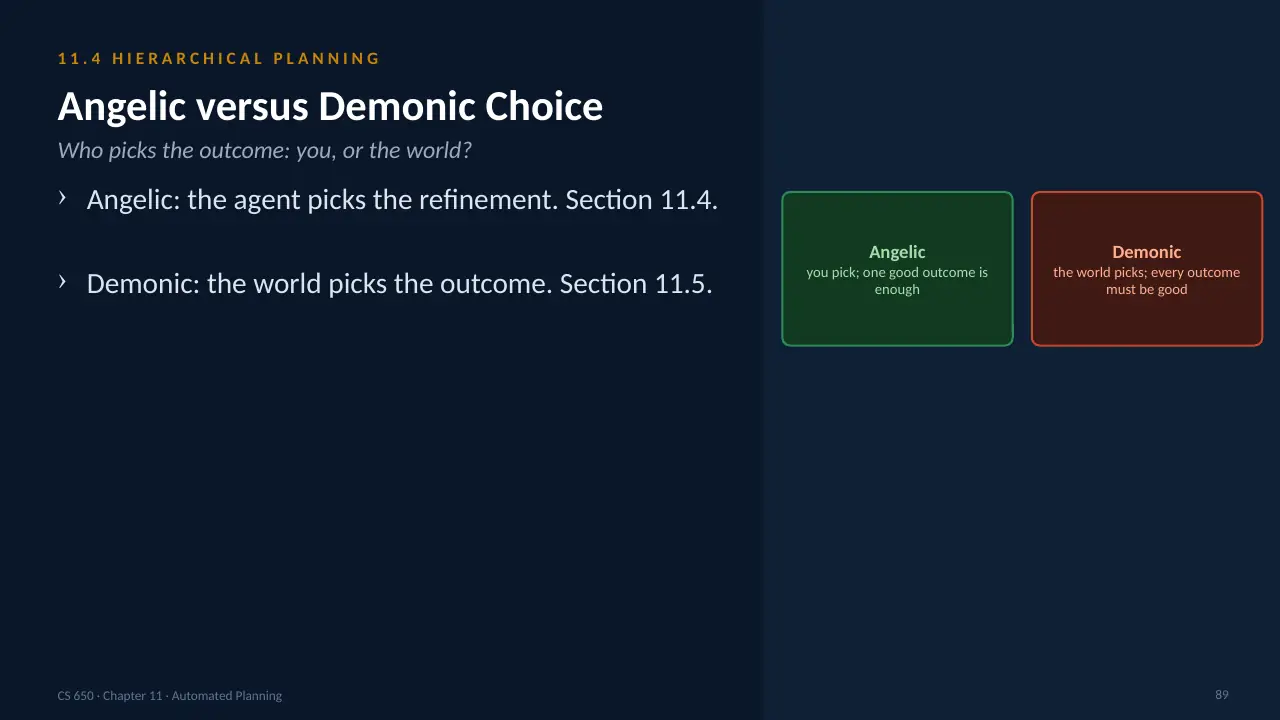 11.4 HIERARCHICAL PLANNING
Angelic versus Demonic Choice
Who picks the outcome: you, or the world?
› Angelic: the agent picks the refinement. Section 11.4.
› Demonic: the world picks the outcome. Section 11.5.
Angelic
you pick; one good outcome is
enough
Demonic
the world picks; every outcome
must be good
CS 650 · Chapter 11 · Automated Planning
89